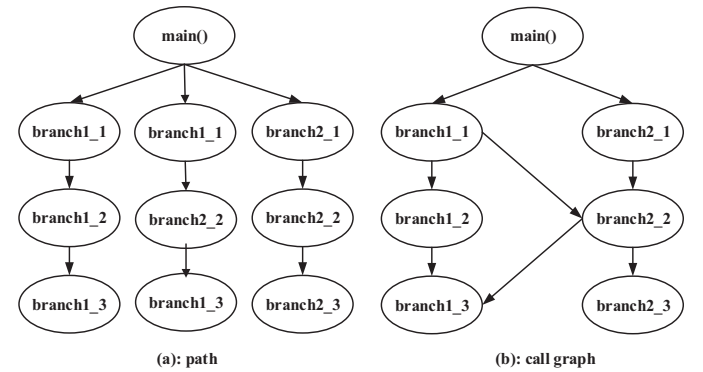 main()
main()
branch1_1
branch1_1
branch2_1
branch1_1
branch2_1
branch1_2
branch2_2
branch2_2
branch1_2
branch2_2
branch1_3
branch1_3
branch2_3
branch1_3
branch2_3
(a): path
(b): call graph